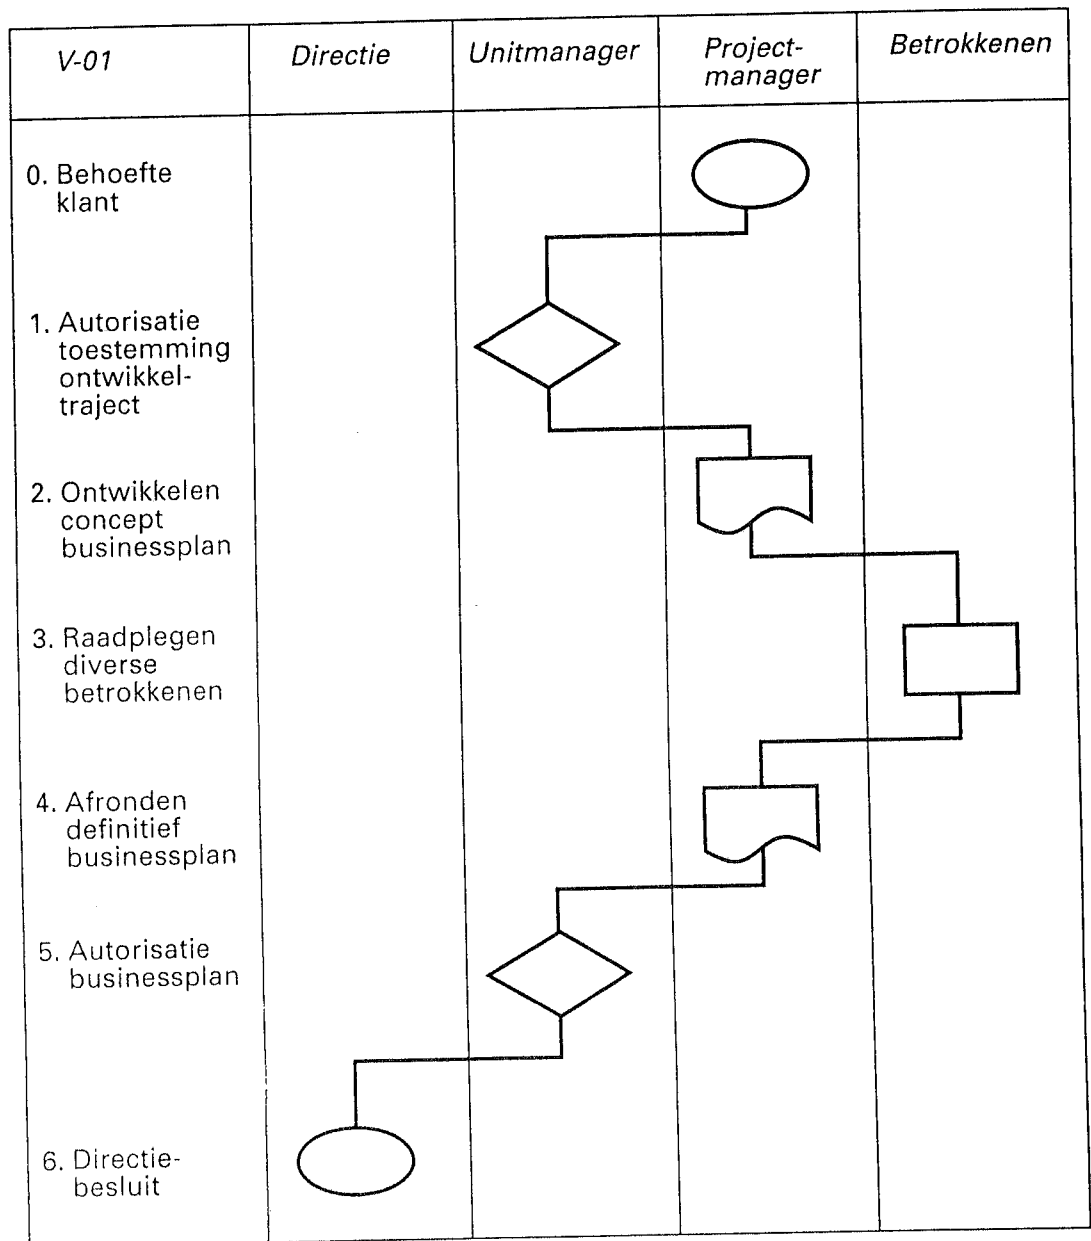 V-01
Directie
Unitmanager
Project-
manager
Betrokkenen
0. Behoefte
klant
1. Autorisatie
toestemming
ontwikkel-
traject
2. Ontwikkelen
concept
businessplan
3. Raadplegen
diverse
betrokkenen
4. Afronden
definitief
businessplan
5. Autorisatie
businessplan
6. Directie-
besluit